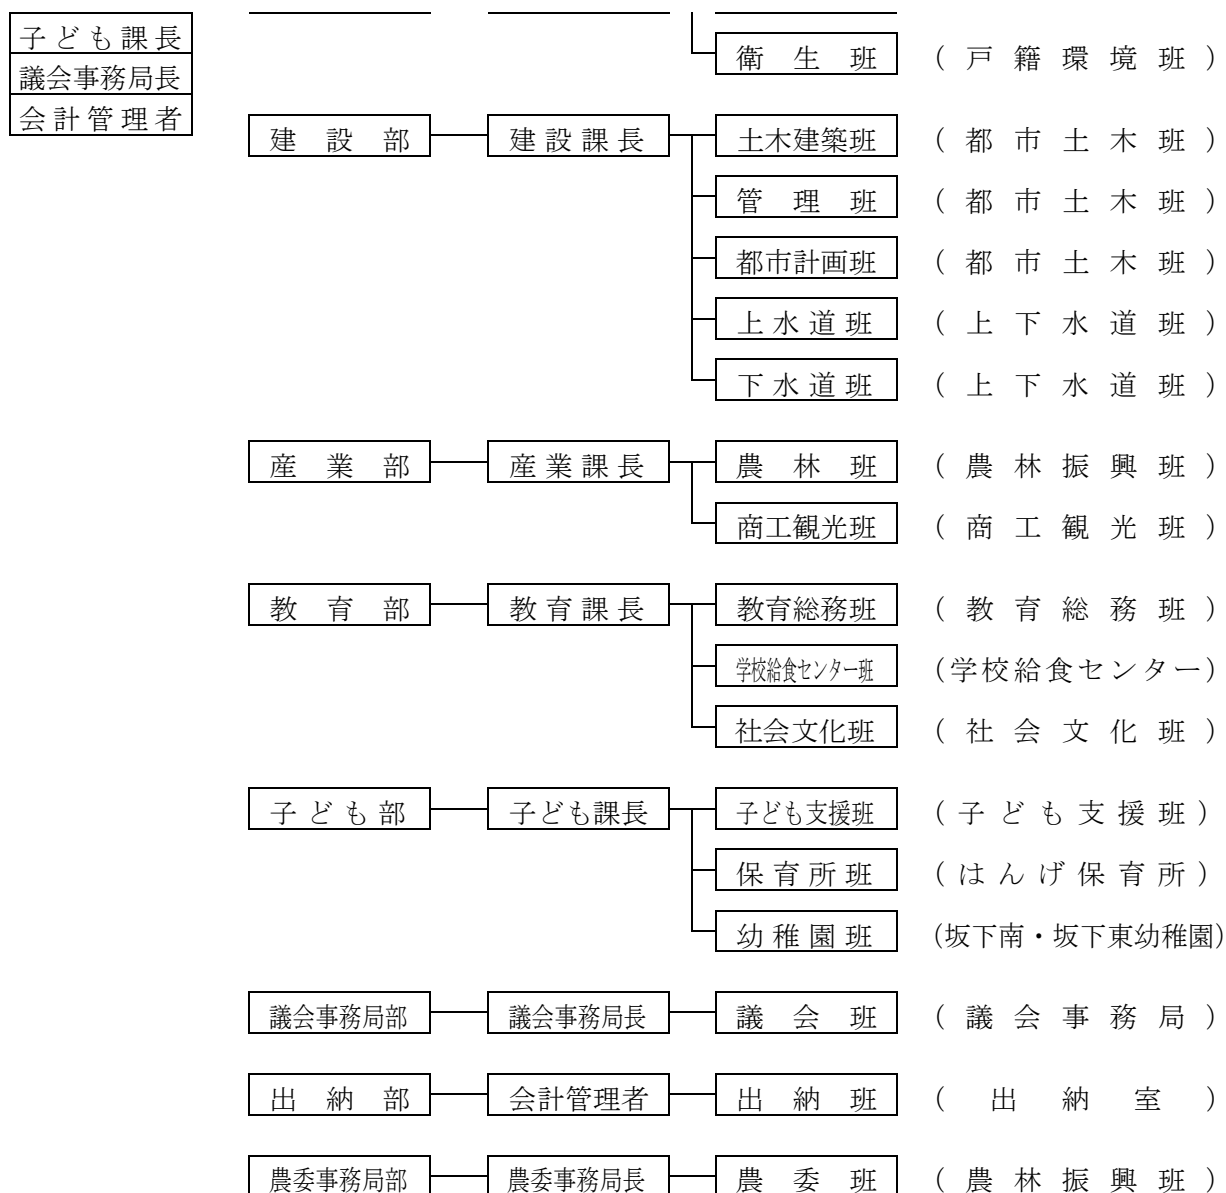 子ども課長
議会事務局長
会計管理者
衛生班 (戸籍環境班)
建設部 建設課長 土木建築班 (都市土木班)
管理班 (都市土木班)
都市計画班 (都市土木班)
上水道班 (上下水道班)
下水道班 (上下水道班)
産業部 産業課長 農林班 (農林振興班)
商工観光班 (商工観光班)
教育部 教育課長 教育総務班 (教育総務班)
学校給食センター班 (学校給食センター)
社会文化班 (社会文化班)
子ども部 子ども課長 子ども支援班 (子ども支援班)
保育所班 (ばんげ保育所)
幼稚園班 (坂下南・坂下東幼稚園)
議会事務局部 議会事務局長 議会班 (議会事務局)
出納部 会計管理者 出納班 (出納室)
農委事務局部 農委事務局長 農委班 (農林振興班)